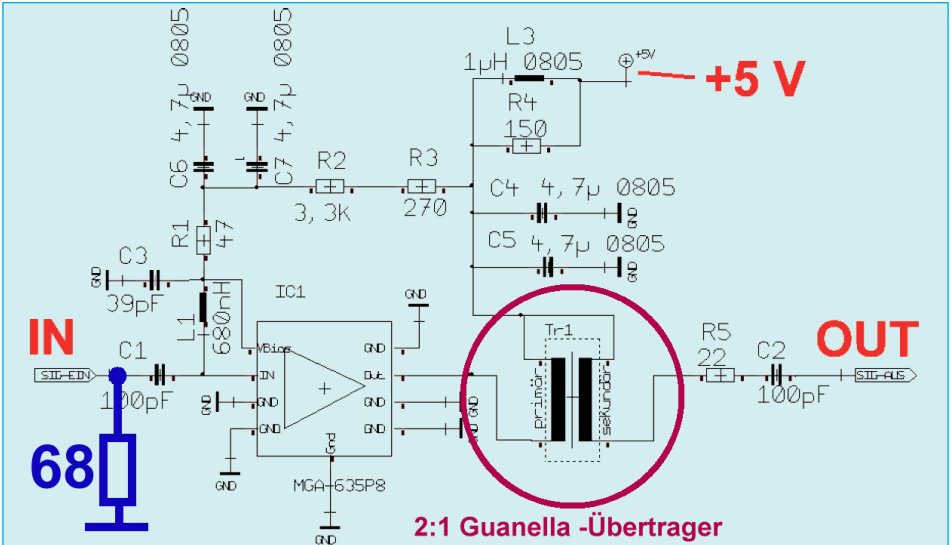 GND
C6 4,7µ 0805
GND
C7 4,7µ 0805
L3
1µH 0805
+5V
+5 V
R4
150
R2
3,3k
R3
270
C4 4,7µ 0805
GND
C5 4,7µ 0805
GND
R1
47
C3
GND
39pF
L1
680nH
IC1
GND
IN
C1
SIG-EIN
100pF
VBias
IN
GND
GND
Gnd
GND
Out
GND
GND
GND
GND
GND
GND
MGA-635P8
GND
Tr1
primär
sekundär
R5
22
C2
100pF
OUT
SIG-AUS
68
2:1 Guanella -Übertrager